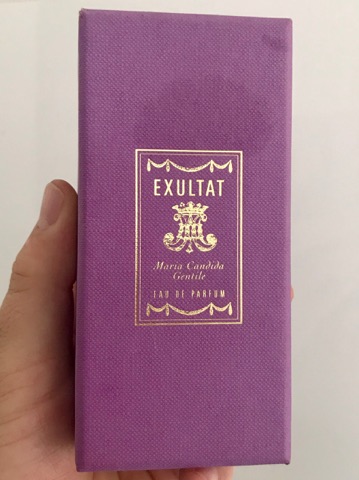 EXULTAT
Maria Candida
Gentile
EAU DE PARFUM